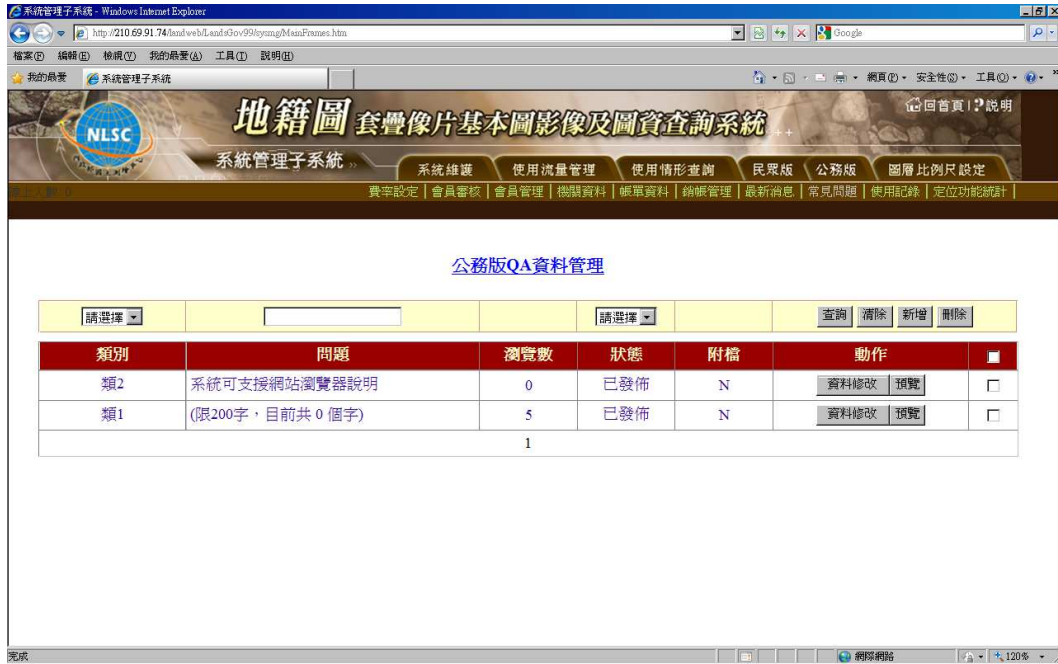 系統管理子系統 - Windows Internet Explorer
http://210.69.91.74/landweb/LandsGov99/sysmg/MainFrames.htm
Google
檔案(F) 編輯(E) 檢視(V) 我的最愛(A) 工具(T) 說明(H)
我的最愛 系統管理子系統 網頁(P) 安全性(S) 工具(O)
NLSC
地籍圖 套疊像片基本圖影像及圖資查詢系統
回首頁 | 說明
系統管理子系統 »
系統維護 使用流量管理 使用情形查詢 民眾版 公務版 圖層比例尺設定
線上人數: 0
費率設定 | 會員審核 | 會員管理 | 機關資料 | 帳單資料 | 銷帳管理 | 最新消息 | 常見問題 | 使用記錄 | 定位功能統計 |
公務版QA資料管理
請選擇 請選擇 查詢 清除 新增 刪除
類別 問題 瀏覽數 狀態 附檔 動作
類2 系統可支援網站瀏覽器說明 0 已發佈 N 資料修改 預覽
類1 (限200字,目前共 0 個字) 5 已發佈 N 資料修改 預覽
1
完成 網際網路 120%